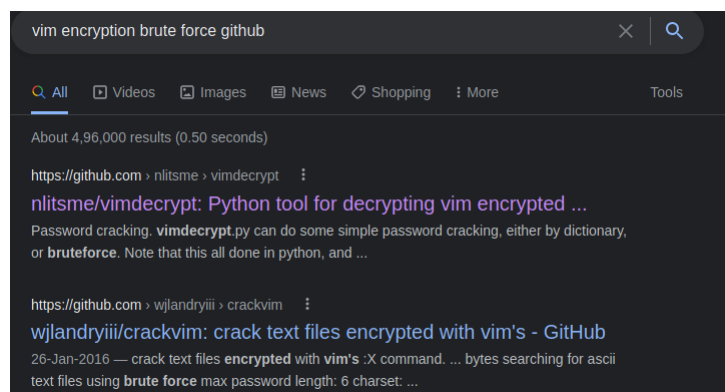 vim encryption brute force github
All Videos Images News Shopping More Tools
About 4,96,000 results (0.50 seconds)
https://github.com › nlitsme › vimdecrypt
nlitsme/vimdecrypt: Python tool for decrypting vim encrypted ...
Password cracking. vimdecrypt.py can do some simple password cracking, either by dictionary,
or bruteforce. Note that this all done in python, and ...
https://github.com › wjlandryiii › crackvim
wjlandryiii/crackvim: crack text files encrypted with vim's - GitHub
26-Jan-2016 — crack text files encrypted with vim's :X command. ... bytes searching for ascii
text files using brute force max password length: 6 charset: ...